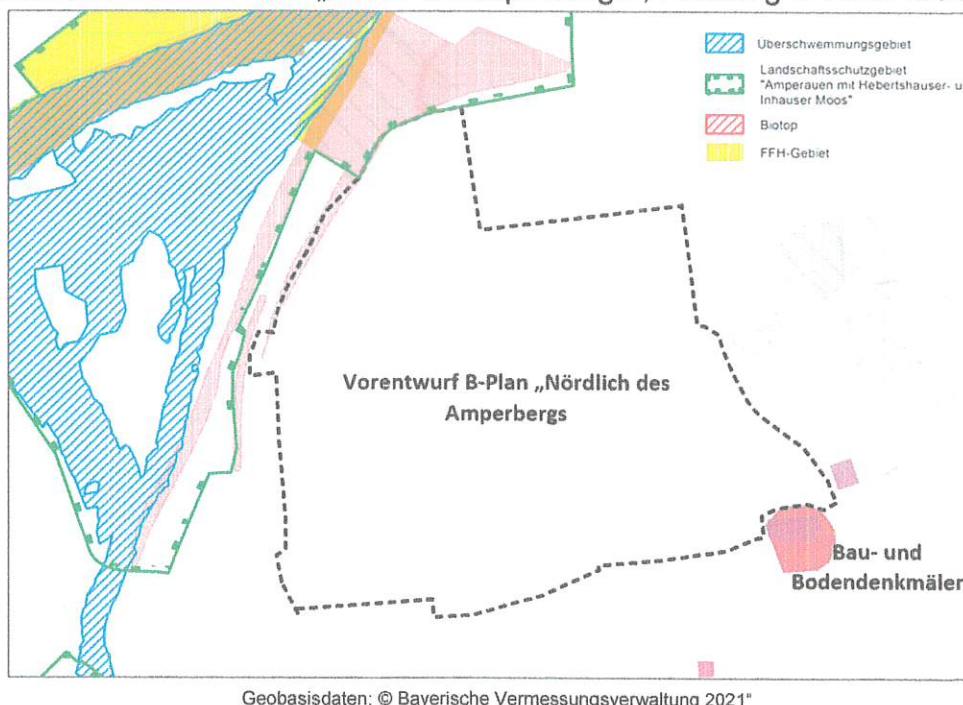 Überschwemmungsgebiet
Landschaftsschutzgebiet
"Amperauen mit Hebertshauser- u
Inhauser Moos"
Biotop
FFH-Gebiet
Vorentwurf B-Plan „Nördlich des
Amperbergs
Bau- und
Bodendenkmäler
Geobasisdaten: © Bayerische Vermessungsverwaltung 2021"